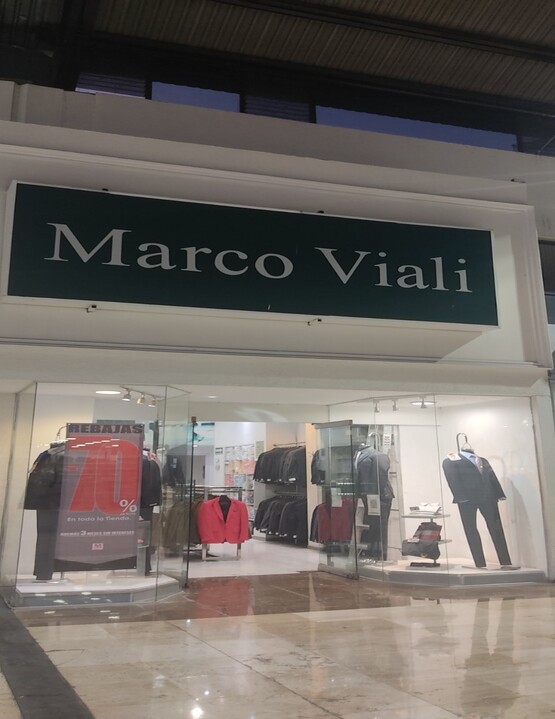 Marco Viali
REBAJAS
70%
En toda la tienda.